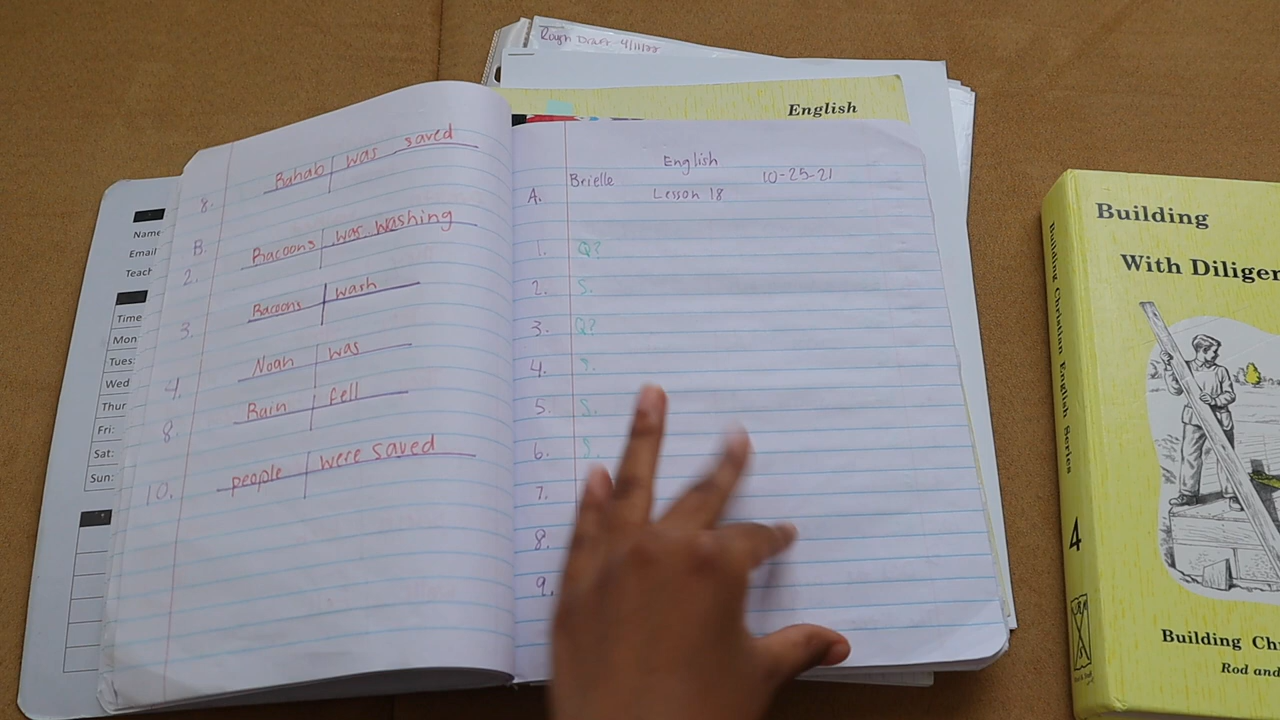 Rough Draft 4/11/22
English
8. Rahab was saved
B.
2. Racoons was washing
3. Racoons wash
4. Noah was
8. Rain fell
10. people were saved
Name
Email
Teach
Time
Mon
Tues:
Wed
Thur
Fri:
Sat:
Sun:
English
Brielle 10-25-21
A. Lesson 18
1. Q?
2. S.
3. Q?
4.
5. S.
6. S.
7.
8.
9.
Building Christian English Series
4
Building
With Diligen
Building Ch
Rod and